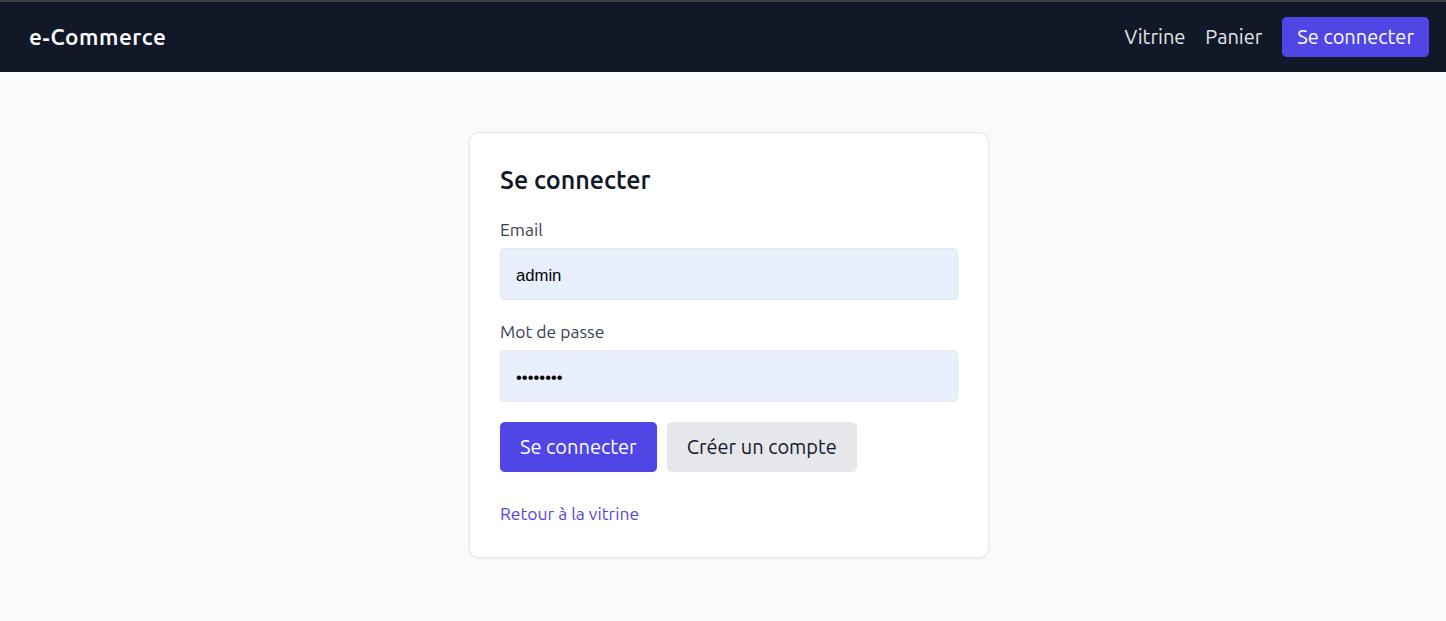 e-Commerce
Vitrine Panier Se connecter
Se connecter
Email
admin
Mot de passe
••••••••
Se connecter Créer un compte
Retour à la vitrine